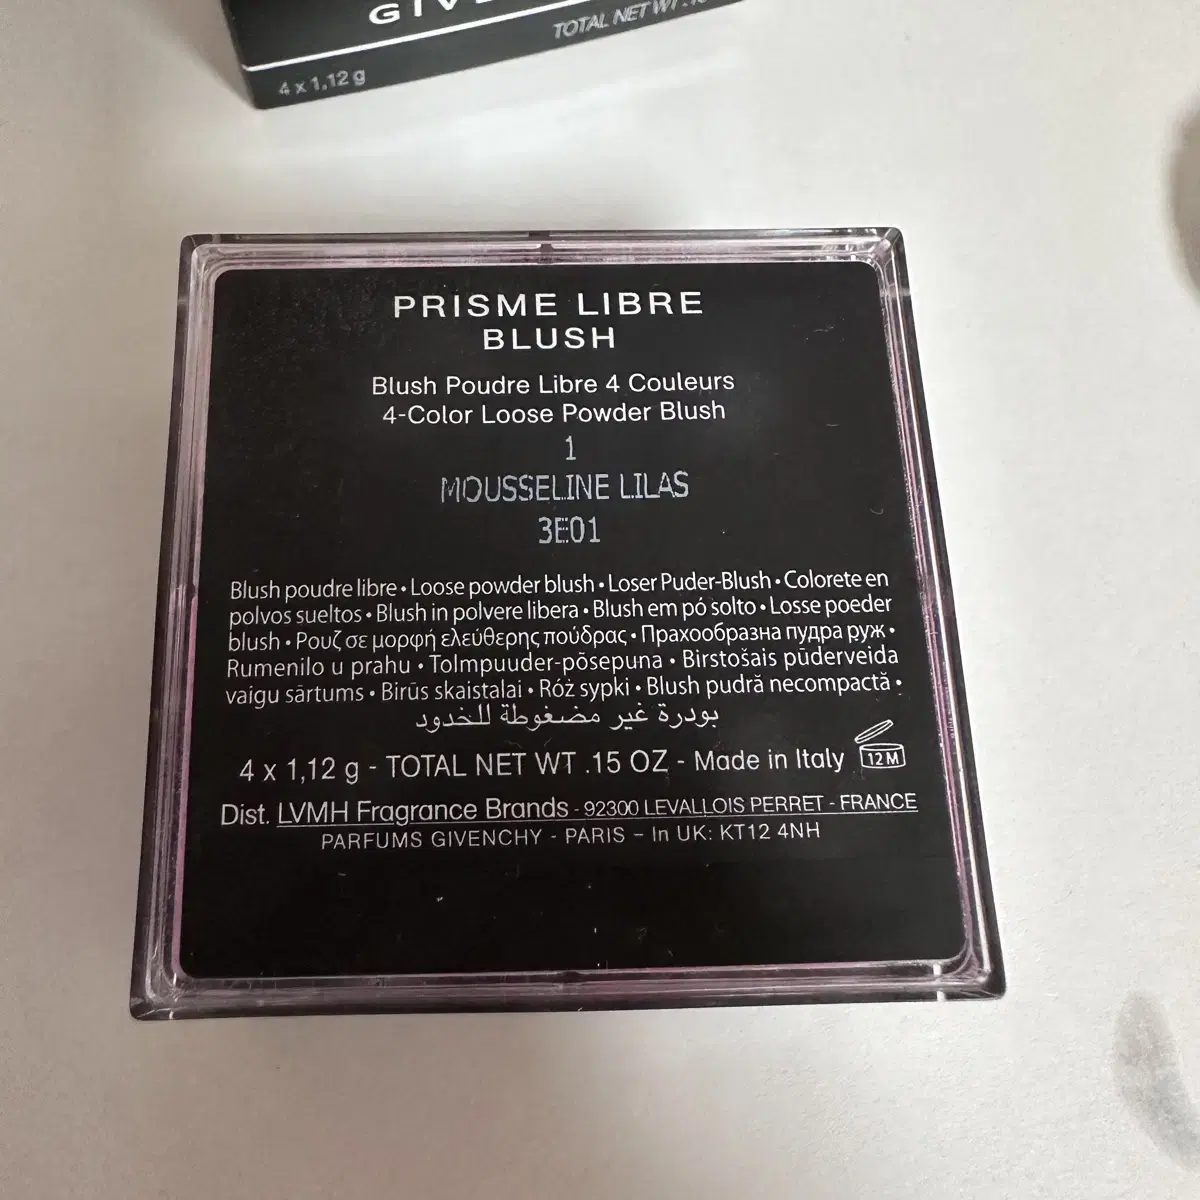 4 x 1,12 g
TOTAL NET WT
PRISME LIBRE
BLUSH
Blush Poudre Libre 4 Couleurs
4-Color Loose Powder Blush
1
MOUSSELINE LILAS
3E01
Blush poudre libre • Loose powder blush • Loser Puder-Blush • Colorete en
polvos sueltos • Blush in polvere libera • Blush em pó solto • Losse poeder
blush • Ρουζ σε μορφή ελεύθερης πούδρας • Прахообразна пудра руж •
Rumenilo u prahu • Tolmpuuder-põsepuna • Birstošais pūderveida
vaigu sārtums • Birūs skaistalai • Róż sypki • Blush pudră necompactă •
بودرة غير مضغوطة للخدود
4 x 1,12 g - TOTAL NET WT .15 OZ - Made in Italy 12 M
Dist. LVMH Fragrance Brands - 92300 LEVALLOIS PERRET - FRANCE
PARFUMS GIVENCHY - PARIS – In UK: KT12 4NH